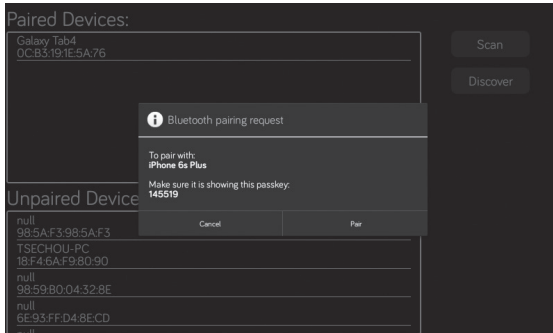 Paired Devices:
Galaxy Tab4
0C:B3:19:1E:5A:76
Scan
Discover
Bluetooth pairing request
To pair with:
iPhone 6s Plus
Make sure it is showing this passkey:
145519
Cancel
Pair
Unpaired Device
null
98:5A:F3:98:5A:F3
TSECHOU-PC
18:F4:6A:F9:80:90
null
98:59:B0:04:32:8E
null
6E:93:FF:D4:8E:CD
null